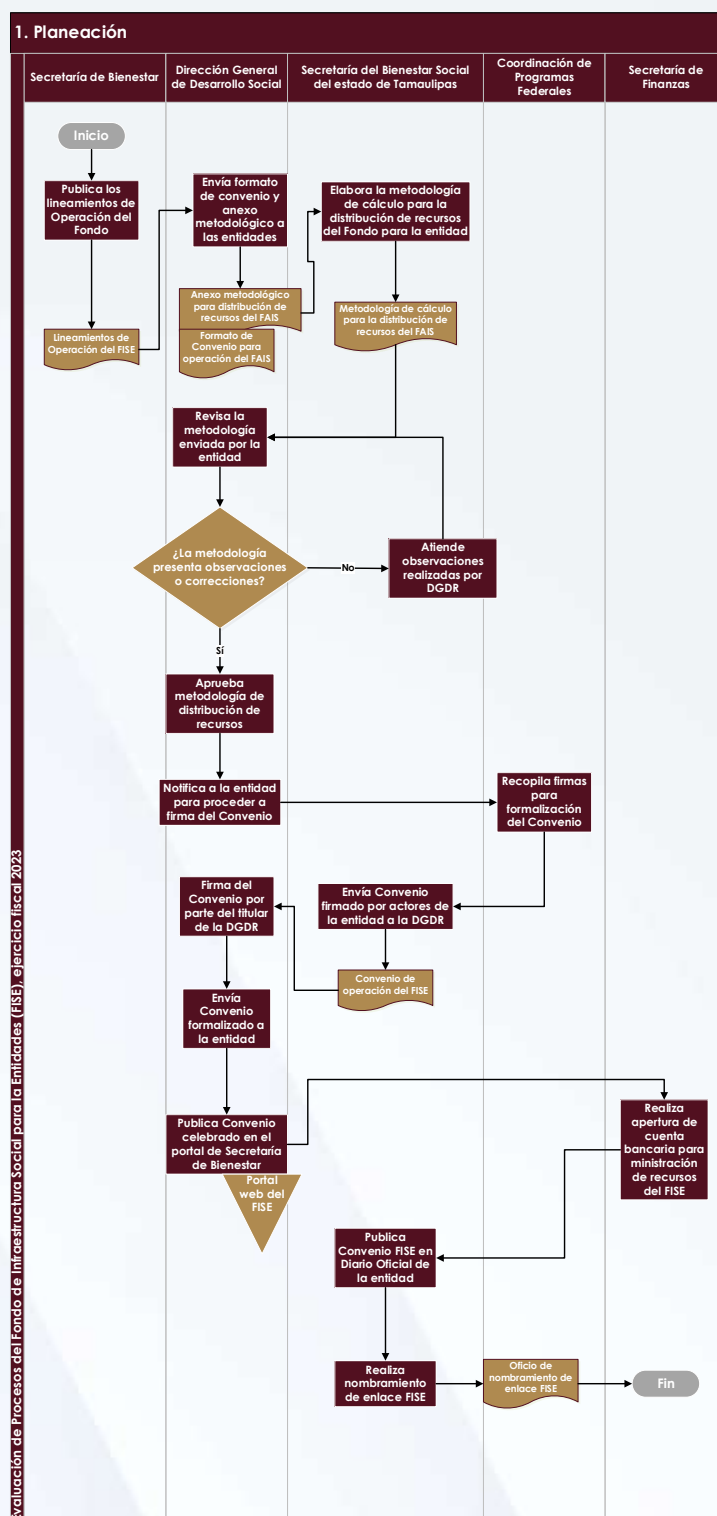 1. Planeación
Secretaría de Bienestar
Dirección General
de Desarrollo Social
Secretaría del Bienestar Social
del estado de Tamaulipas
Coordinación de
Programas
Federales
Secretaría de
Finanzas
Inicio
Publica los
lineamientos de
Operación del
Fondo
Lineamientos de
Operación del FISE
Envía formato
de convenio y
anexo
metodológico a
las entidades
Anexo metodológico
para distribución de
recursos del FAIS
Formato de
Convenio para
operación del FAIS
Elabora la metodología
de cálculo para la
distribución de recursos
del Fondo para la entidad
Metodología de cálculo
para la distribución de
recursos del FAIS
Revisa la
metodología
enviada por la
entidad
¿La metodología
presenta observaciones
o correcciones?
No
Atiende
observaciones
realizadas por
DGDR
Sí
Aprueba
metodología de
distribución de
recursos
Notifica a la entidad
para proceder a
firma del Convenio
Recopila firmas
para
formalización
del Convenio
Envía Convenio
firmado por actores de
la entidad a la DGDR
Convenio de
operación del FISE
Firma del
Convenio por
parte del titular
de la DGDR
Envía
Convenio
formalizado a
la entidad
Publica Convenio
celebrado en el
portal de Secretaría
de Bienestar
Portal
web del
FISE
Realiza
apertura de
cuenta
bancaria para
ministración
de recursos
del FISE
Publica
Convenio FISE en
Diario Oficial de
la entidad
Realiza
nombramiento
de enlace FISE
Oficio de
nombramiento de
enlace FISE
Fin
Evaluación de Procesos del Fondo de Infraestructura Social para la Entidades (FISE), ejercicio fiscal 2023